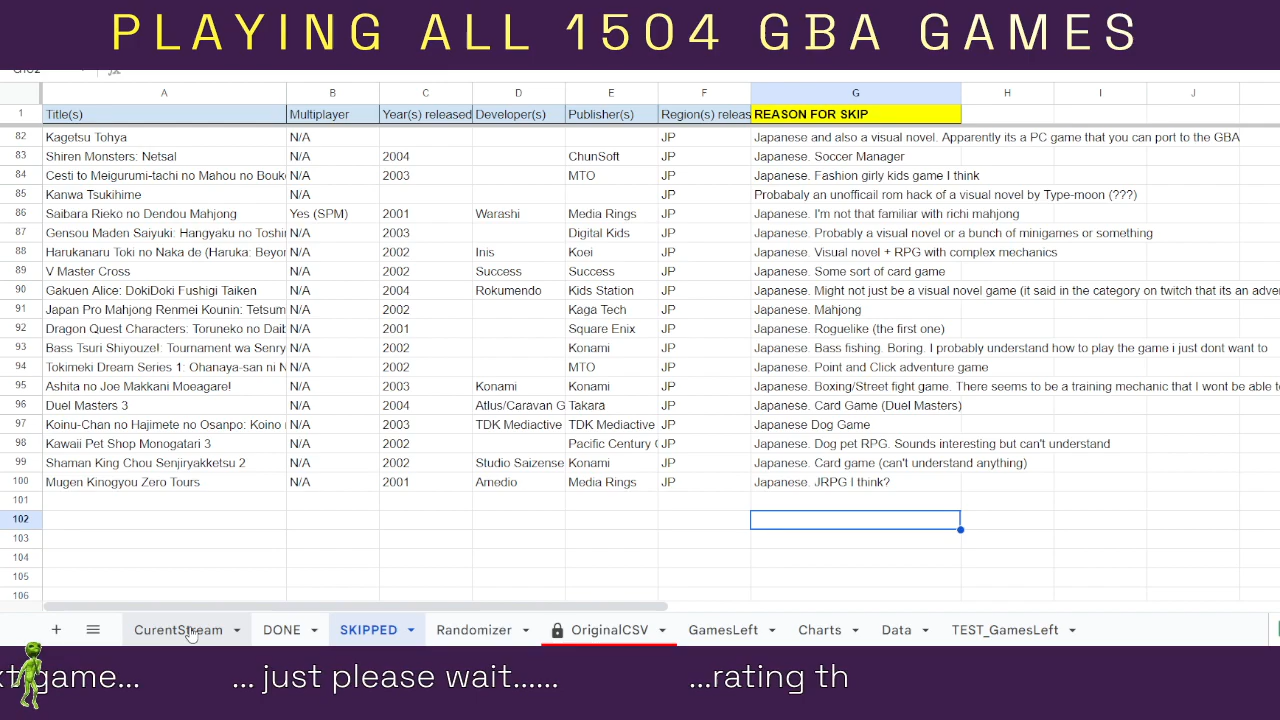 PLAYING ALL 1504 GBA GAMES
A B C D E F G H I J
1 Title(s) Multiplayer Year(s) released Developer(s) Publisher(s) Region(s) releas REASON FOR SKIP
82 Kagetsu Tohya N/A JP Japanese and also a visual novel. Apparently its a PC game that you can port to the GBA
83 Shiren Monsters: Netsal N/A 2004 ChunSoft JP Japanese. Soccer Manager
84 Cesti to Meigurumi-tachi no Mahou no Bouk N/A 2003 MTO JP Japanese. Fashion girly kids game I think
85 Kanwa Tsukihime N/A JP Probabaly an unofficail rom hack of a visual novel by Type-moon (???)
86 Saibara Rieko no Dendou Mahjong Yes (SPM) 2001 Warashi Media Rings JP Japanese. I'm not that familiar with richi mahjong
87 Gensou Maden Saiyuki: Hangyaku no Toshi N/A 2003 Digital Kids JP Japanese. Probably a visual novel or a bunch of minigames or something
88 Harukanaru Toki no Naka de (Haruka: Beyo N/A 2002 Inis Koei JP Japanese. Visual novel + RPG with complex mechanics
89 V Master Cross N/A 2002 Success Success JP Japanese. Some sort of card game
90 Gakuen Alice: DokiDoki Fushigi Taiken N/A 2004 Rokumendo Kids Station JP Japanese. Might not just be a visual novel game (it said in the category on twitch that its an adve
91 Japan Pro Mahjong Renmei Kounin: Tetsum N/A 2002 Kaga Tech JP Japanese. Mahjong
92 Dragon Quest Characters: Toruneko no Dai N/A 2001 Square Enix JP Japanese. Roguelike (the first one)
93 Bass Tsuri Shiyouze!: Tournament wa Senry N/A 2002 Konami JP Japanese. Bass fishing. Boring. I probably understand how to play the game i just dont want to
94 Tokimeki Dream Series 1: Ohanaya-san ni N N/A 2002 MTO JP Japanese. Point and Click adventure game
95 Ashita no Joe Makkani Moeagare! N/A 2003 Konami Konami JP Japanese. Boxing/Street fight game. There seems to be a training mechanic that I wont be able t
96 Duel Masters 3 N/A 2004 Atlus/Caravan G Takara JP Japanese. Card Game (Duel Masters)
97 Koinu-Chan no Hajimete no Osanpo: Koino N/A 2003 TDK Mediactive TDK Mediactive JP Japanese Dog Game
98 Kawaii Pet Shop Monogatari 3 N/A 2002 Pacific Century JP Japanese. Dog pet RPG. Sounds interesting but can't understand
99 Shaman King Chou Senjiryakketsu 2 N/A 2002 Studio Saizense Konami JP Japanese. Card game (can't understand anything)
100 Mugen Kinogyou Zero Tours N/A 2001 Amedio Media Rings JP Japanese. JRPG I think?
101
102
103
104
105
106
CurentStream DONE SKIPPED Randomizer OriginalCSV GamesLeft Charts Data TEST_GamesLeft
xt game... ... just please wait...... ...rating th